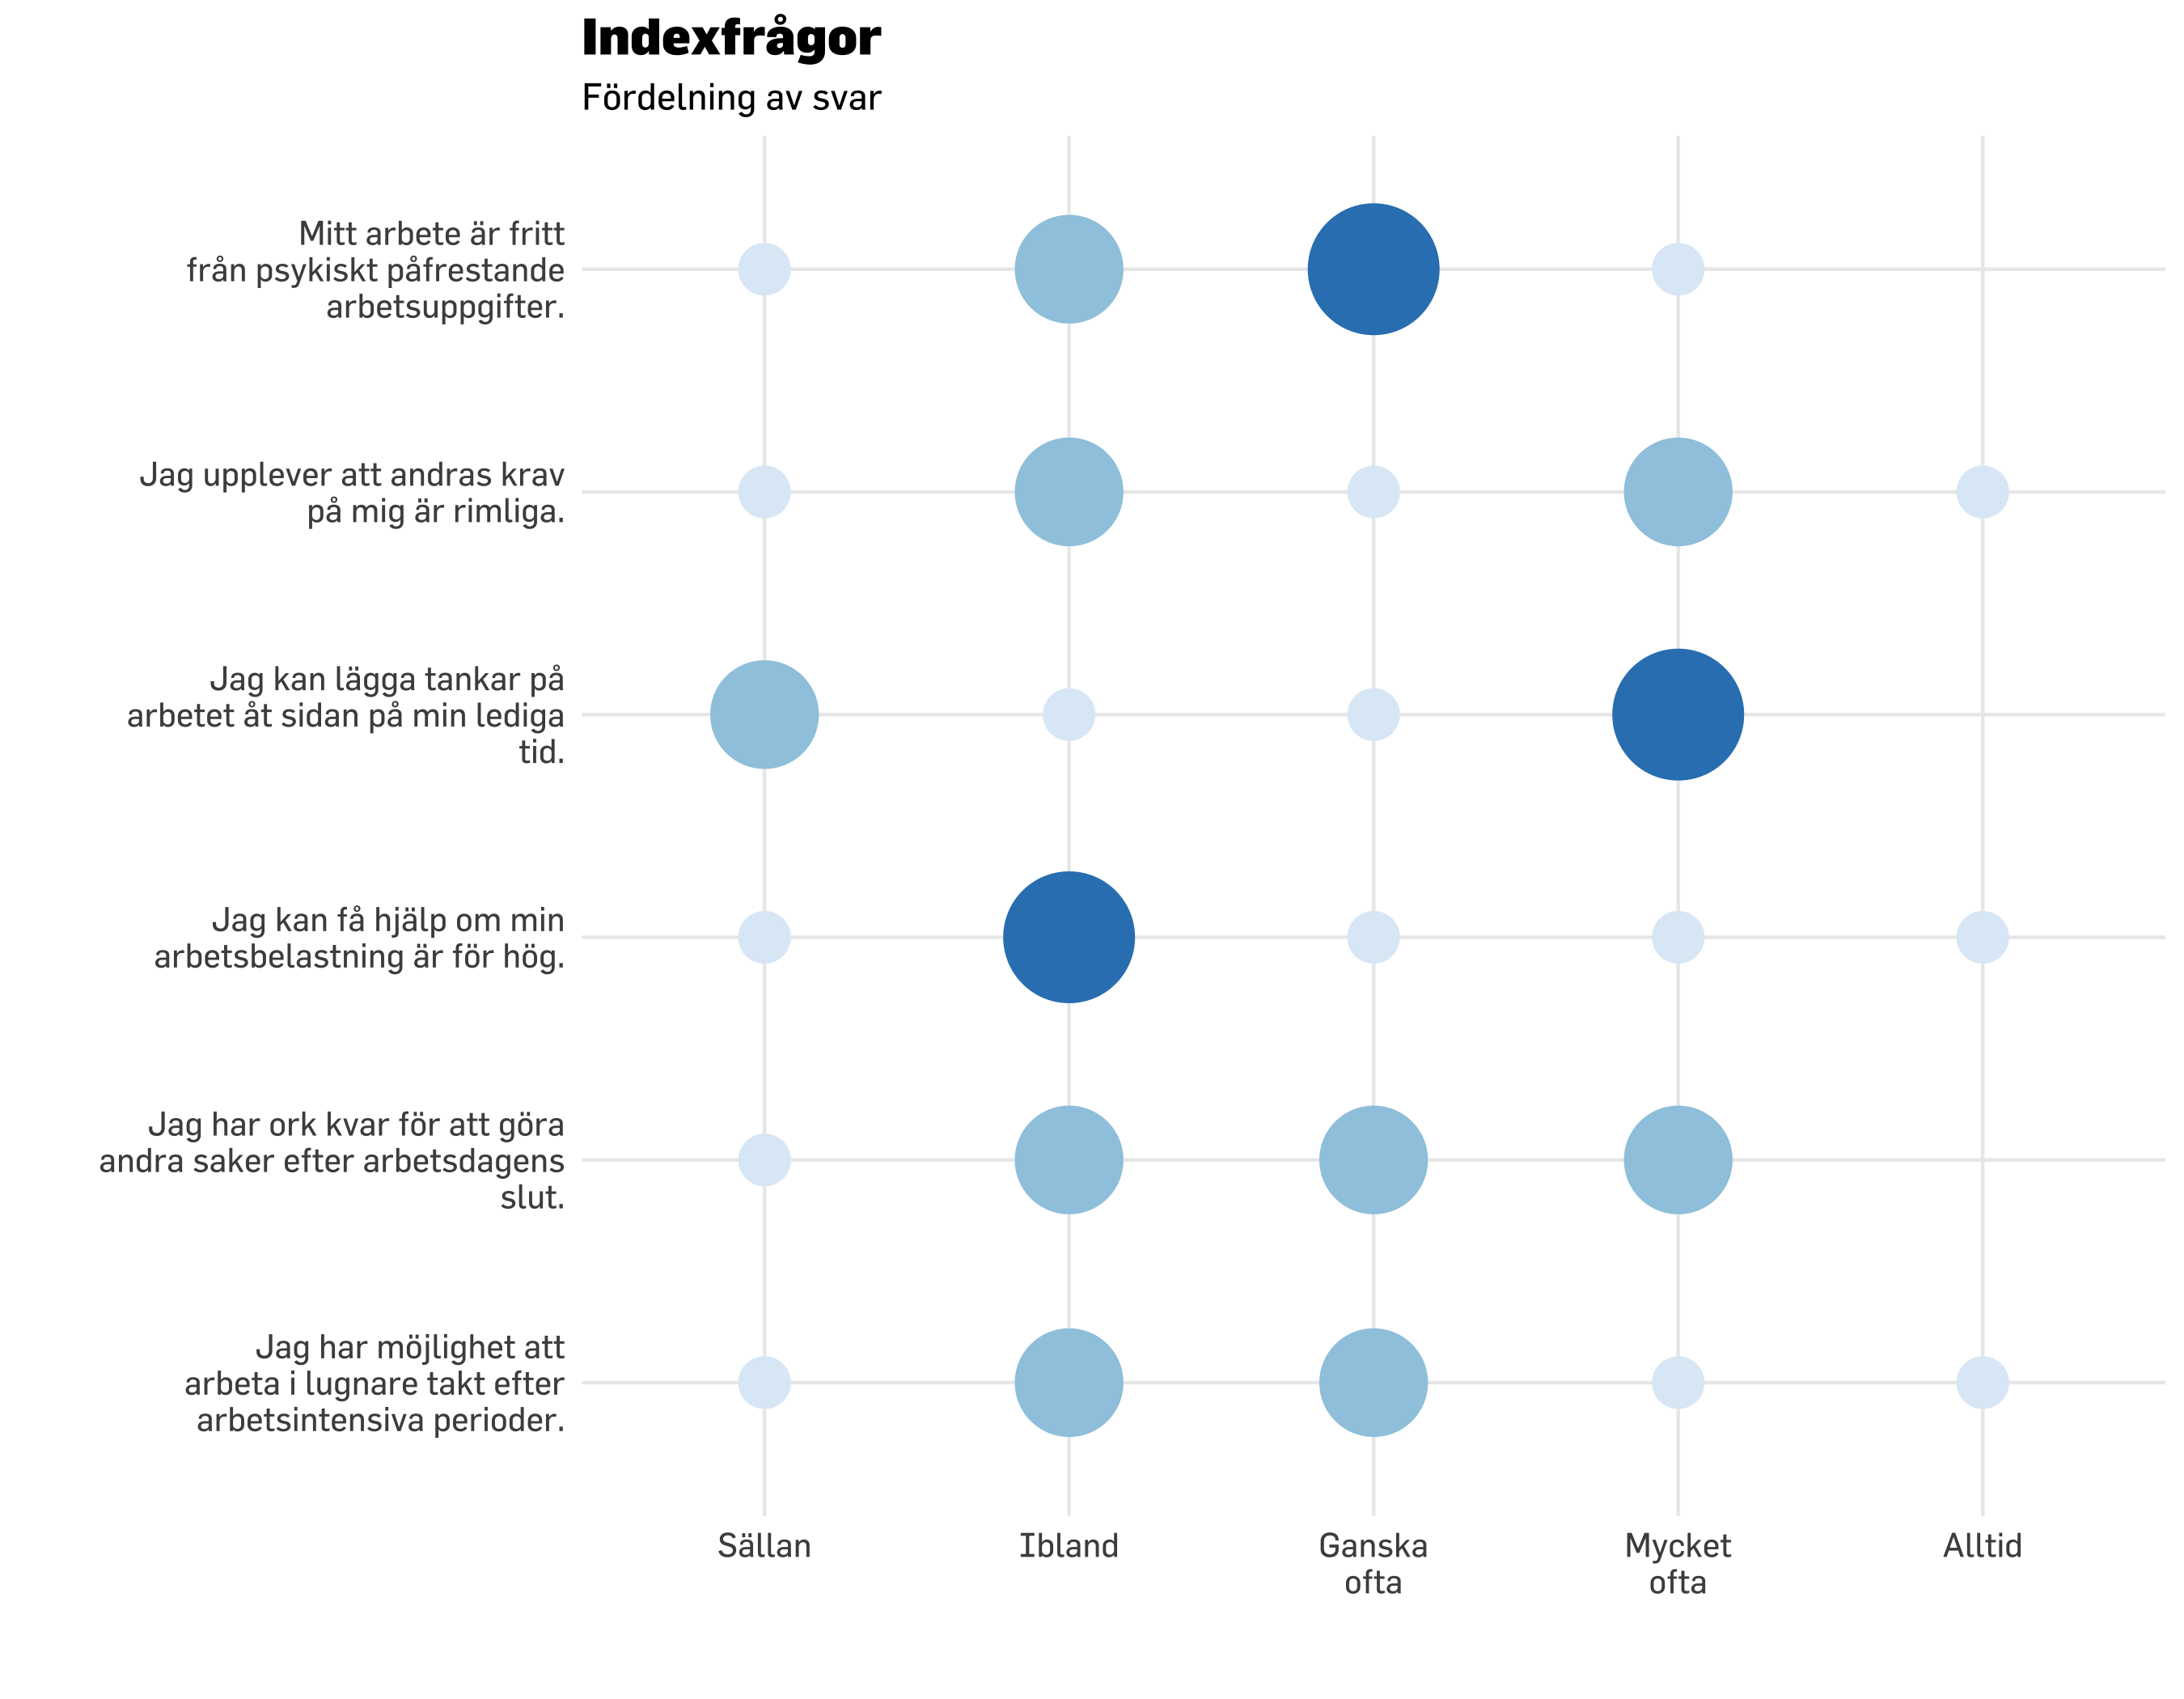 Indexfrågor
Fördelning av svar
Mitt arbete är fritt
från psykiskt påfrestande
arbetsuppgifter.
Jag upplever att andras krav
på mig är rimliga.
Jag kan lägga tankar på
arbetet åt sidan på min lediga
tid.
Jag kan få hjälp om min
arbetsbelastning är för hög.
Jag har ork kvar för att göra
andra saker efter arbetsdagens
slut.
Jag har möjlighet att
arbeta i lugnare takt efter
arbetsintensiva perioder.
Sällan
Ibland
Ganska
ofta
Mycket
ofta
Alltid